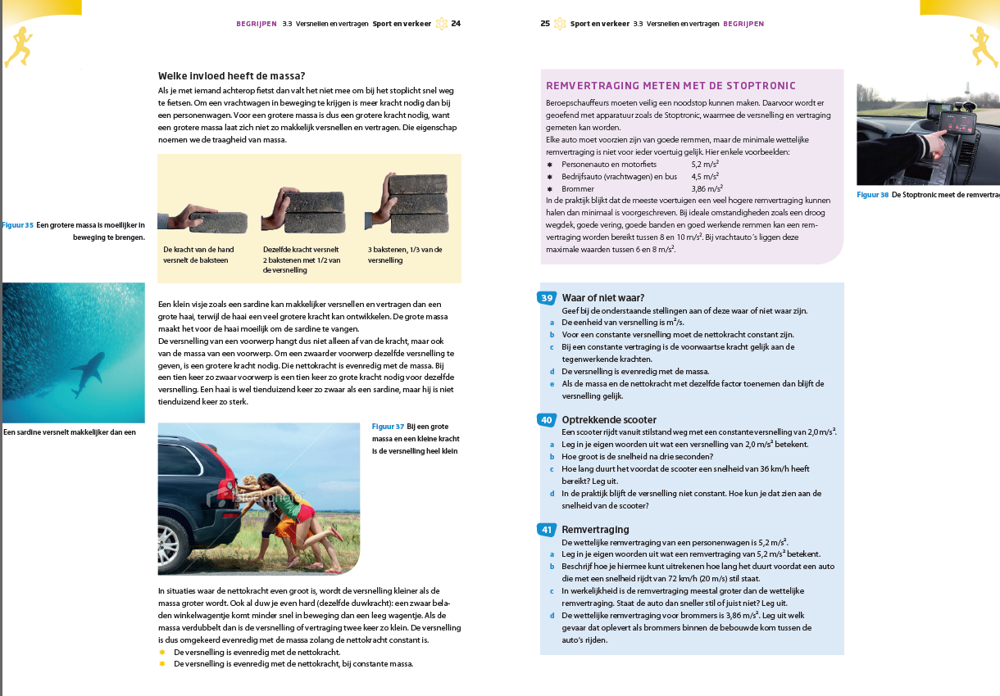 BEGRIJPEN 3.3 Versnellen en vertragen Sport en verkeer 24
Welke invloed heeft de massa?
Als je met iemand achterop fietst dan valt het niet mee om bij het stoplicht snel weg
te fietsen. Om een vrachtwagen in beweging te krijgen is meer kracht nodig dan bij
een personenwagen. Voor een grotere massa is dus een grotere kracht nodig, want
een grotere massa laat zich niet zo makkelijk versnellen en vertragen. Die eigenschap
noemen we de traagheid van massa.
Figuur 35 Een grotere massa is moeilijker in
beweging te brengen.
De kracht van de hand
versnelt de baksteen
Dezelfde kracht versnelt
2 bakstenen met 1/2 van
de versnelling
3 bakstenen, 1/3 van de
versnelling
Een klein visje zoals een sardine kan makkelijker versnellen en vertragen dan een
grote haai, terwijl de haai een veel grotere kracht kan ontwikkelen. De grote massa
maakt het voor de haai moeilijk om de sardine te vangen.
De versnelling van een voorwerp hangt dus niet alleen af van de kracht, maar ook
van de massa van een voorwerp. Om een zwaarder voorwerp dezelfde versnelling te
geven, is een grotere kracht nodig. Die nettokracht is evenredig met de massa. Bij
een tien keer zo zwaar voorwerp is een tien keer zo grote kracht nodig voor dezelfde
versnelling. Een haai is wel tienduizend keer zo zwaar als een sardine, maar hij is niet
tienduizend keer zo sterk.
Een sardine versnelt makkelijker dan een
Figuur 37 Bij een grote
massa en een kleine kracht
is de versnelling heel klein
iStockphoto
In situaties waar de nettokracht even groot is, wordt de versnelling kleiner als de
massa groter wordt. Ook al duw je even hard (dezelfde duwkracht): een zwaar bela-
den winkelwagentje komt minder snel in beweging dan een leeg wagentje. Als de
massa verdubbelt dan is de versnelling of vertraging twee keer zo klein. De versnelling
is dus omgekeerd evenredig met de massa zolang de nettokracht constant is.
✱ De versnelling is evenredig met de nettokracht.
✱ De versnelling is evenredig met de nettokracht, bij constante massa.
25 Sport en verkeer 3.3 Versnellen en vertragen BEGRIJPEN
REMVERTRAGING METEN MET DE STOPTRONIC
Beroepschauffeurs moeten veilig een noodstop kunnen maken. Daarvoor wordt er
geoefend met apparatuur zoals de Stoptronic, waarmee de versnelling en vertraging
gemeten kan worden.
Elke auto moet voorzien zijn van goede remmen, maar de minimale wettelijke
remvertraging is niet voor ieder voertuig gelijk. Hier enkele voorbeelden:
✱ Personenauto en motorfiets 5,2 m/s²
✱ Bedrijfsauto (vrachtwagen) en bus 4,5 m/s²
✱ Brommer 3,86 m/s²
In de praktijk blijkt dat de meeste voertuigen een veel hogere remvertraging kunnen
halen dan minimaal is voorgeschreven. Bij ideale omstandigheden zoals een droog
wegdek, goede vering, goede banden en goed werkende remmen kan een rem-
vertraging worden bereikt tussen 8 en 10 m/s². Bij vrachtauto's liggen deze
maximale waarden tussen 6 en 8 m/s².
Figuur 38 De Stoptronic meet de remvertrag
39 Waar of niet waar?
Geef bij de onderstaande stellingen aan of deze waar of niet waar zijn.
a De eenheid van versnelling is m²/s.
b Voor een constante versnelling moet de nettokracht constant zijn.
c Bij een constante vertraging is de voorwaartse kracht gelijk aan de
tegenwerkende krachten.
d De versnelling is evenredig met de massa.
e Als de massa en de nettokracht met dezelfde factor toenemen dan blijft de
versnelling gelijk.
40 Optrekkende scooter
Een scooter rijdt vanuit stilstand weg met een constante versnelling van 2,0 m/s².
a Leg in je eigen woorden uit wat een versnelling van 2,0 m/s² betekent.
b Hoe groot is de snelheid na drie seconden?
c Hoe lang duurt het voordat de scooter een snelheid van 36 km/h heeft
bereikt? Leg uit.
d In de praktijk blijft de versnelling niet constant. Hoe kun je dat zien aan de
snelheid van de scooter?
41 Remvertraging
De wettelijke remvertraging van een personenwagen is 5,2 m/s².
a Leg in je eigen woorden uit wat een remvertraging van 5,2 m/s² betekent.
b Beschrijf hoe je hiermee kunt uitrekenen hoe lang het duurt voordat een auto
die met een snelheid rijdt van 72 km/h (20 m/s) stil staat.
c In werkelijkheid is de remvertraging meestal groter dan de wettelijke
remvertraging. Staat de auto dan sneller stil of juist niet? Leg uit.
d De wettelijke remvertraging voor brommers is 3,86 m/s². Leg uit welk
gevaar dat oplevert als brommers binnen de bebouwde kom tussen de
auto's rijden.